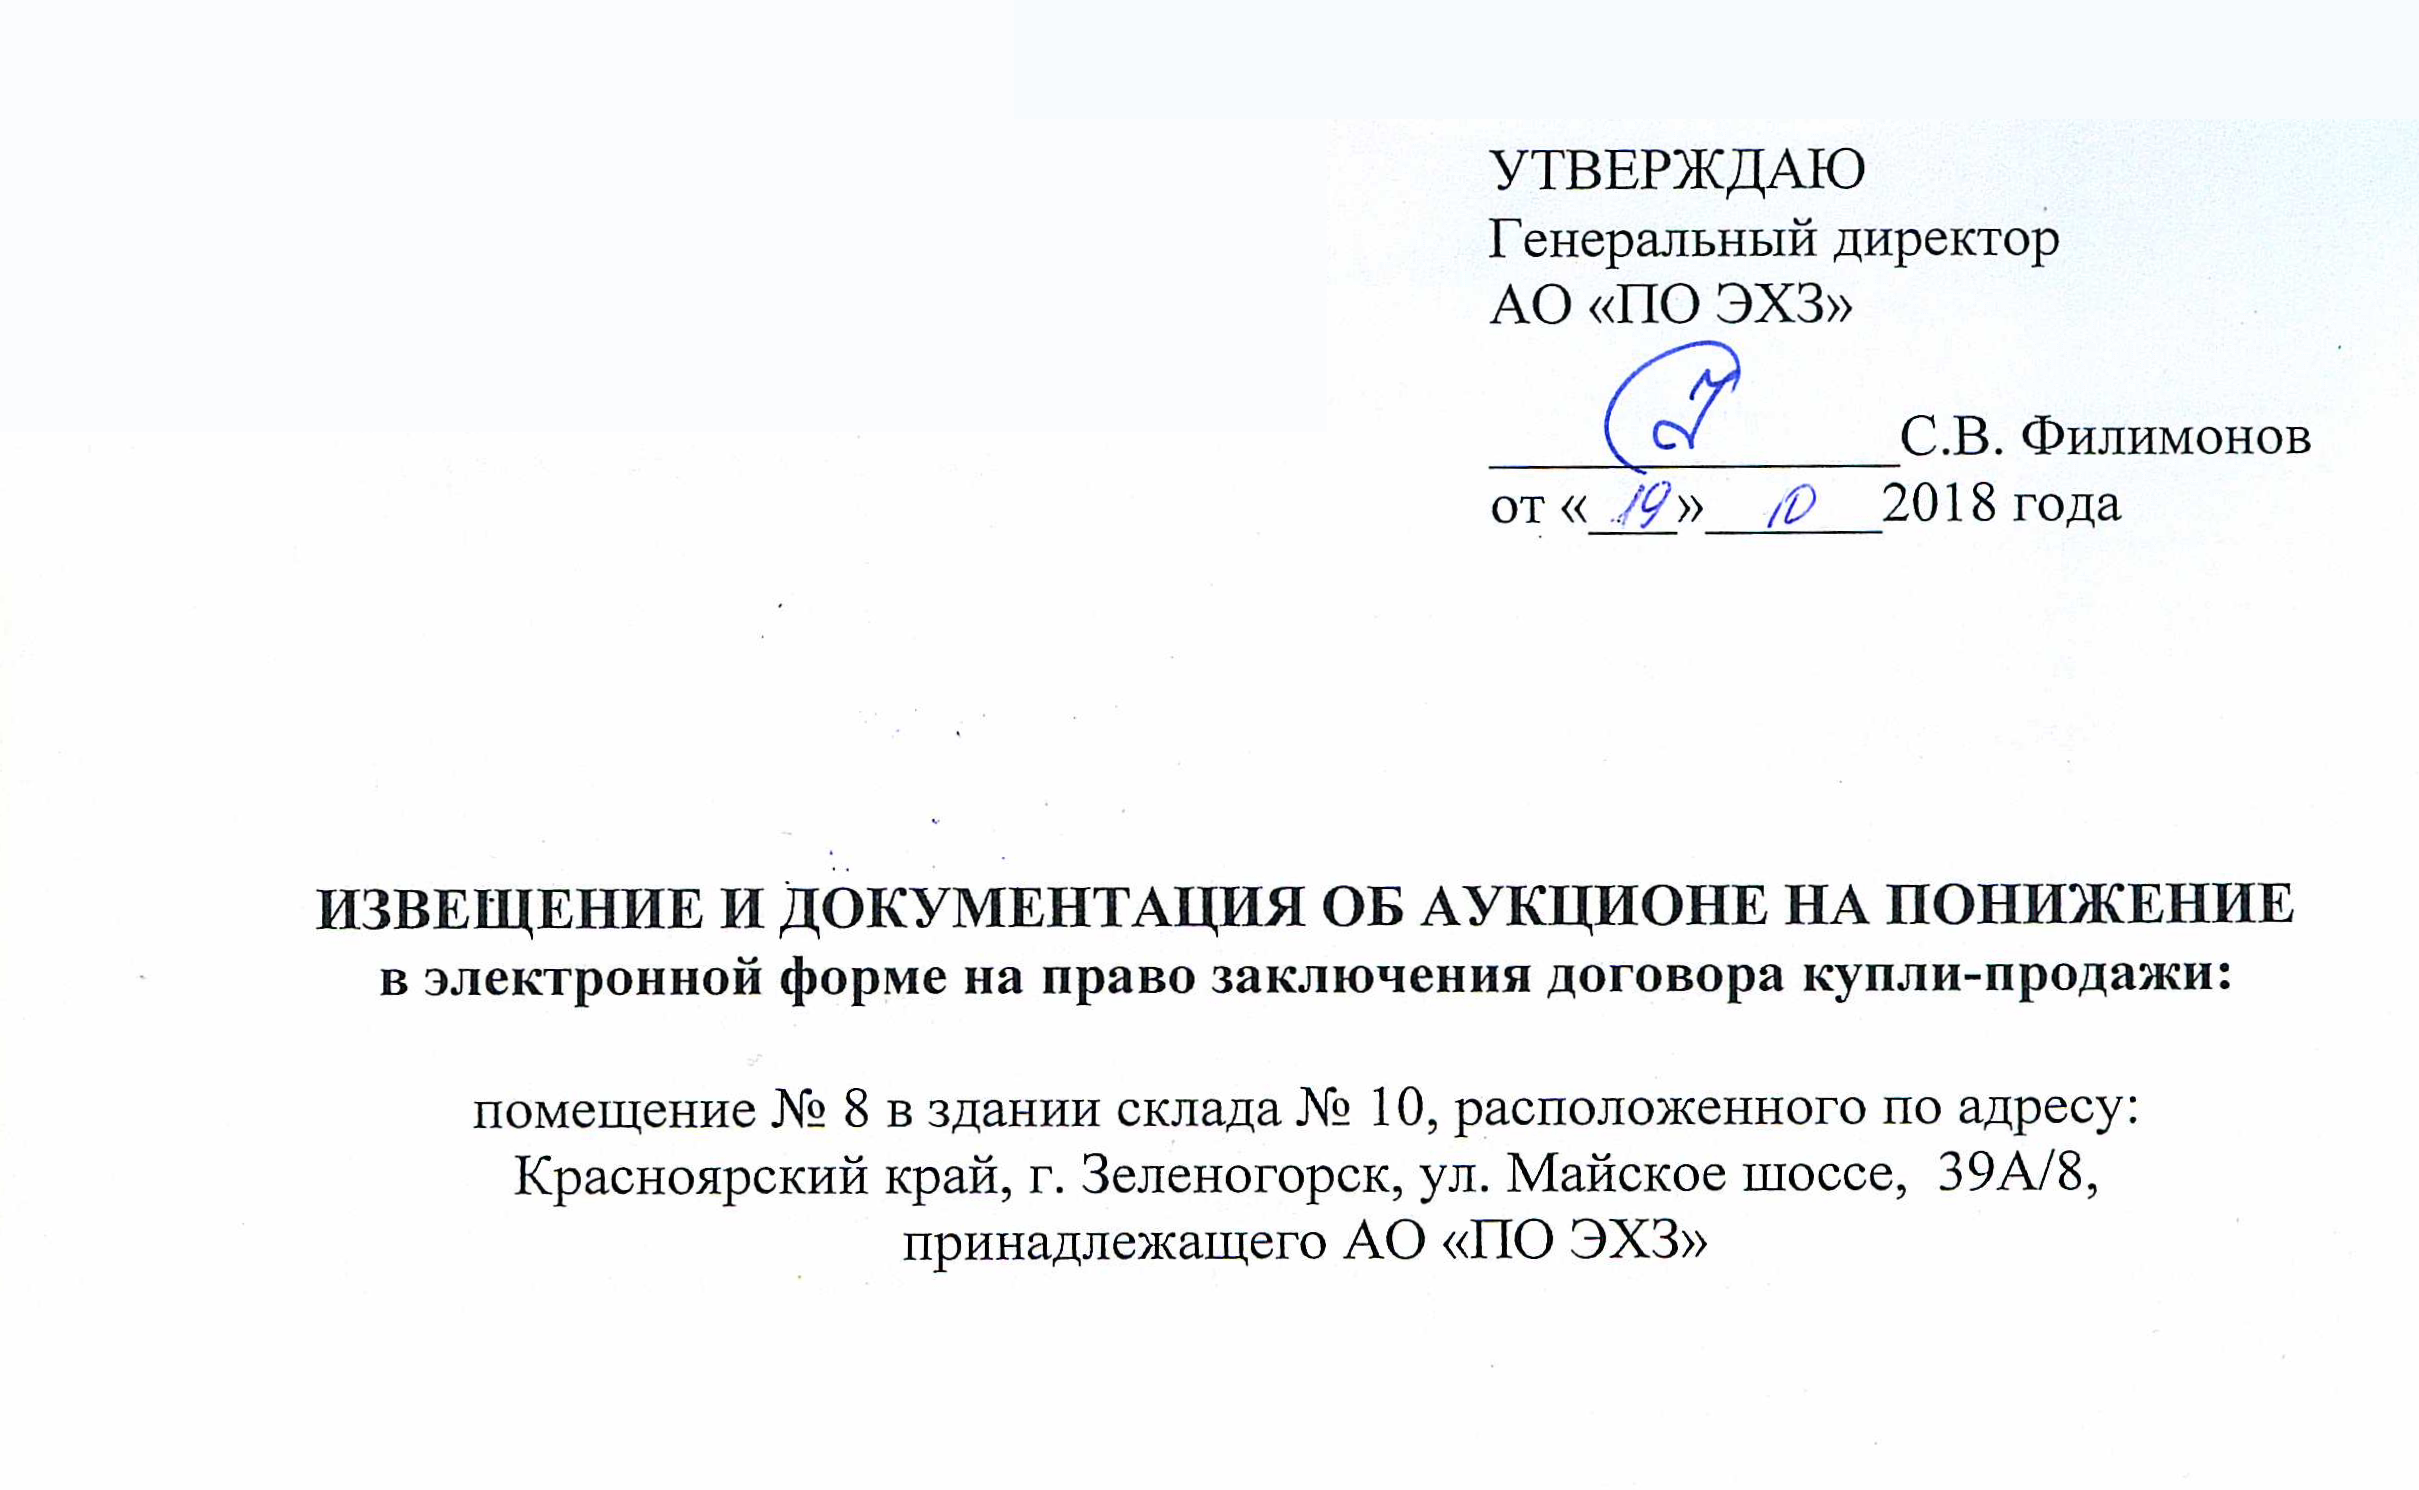 УТВЕРЖДАЮ
Генеральный директор
АО «ПО ЭХЗ»
С.В. Филимонов
от «19» 10 2018 года
ИЗВЕЩЕНИЕ И ДОКУМЕНТАЦИЯ ОБ АУКЦИОНЕ НА ПОНИЖЕНИЕ
в электронной форме на право заключения договора купли-продажи:
помещение № 8 в здании склада № 10, расположенного по адресу:
Красноярский край, г. Зеленогорск, ул. Майское шоссе, 39А/8,
принадлежащего АО «ПО ЭХЗ»